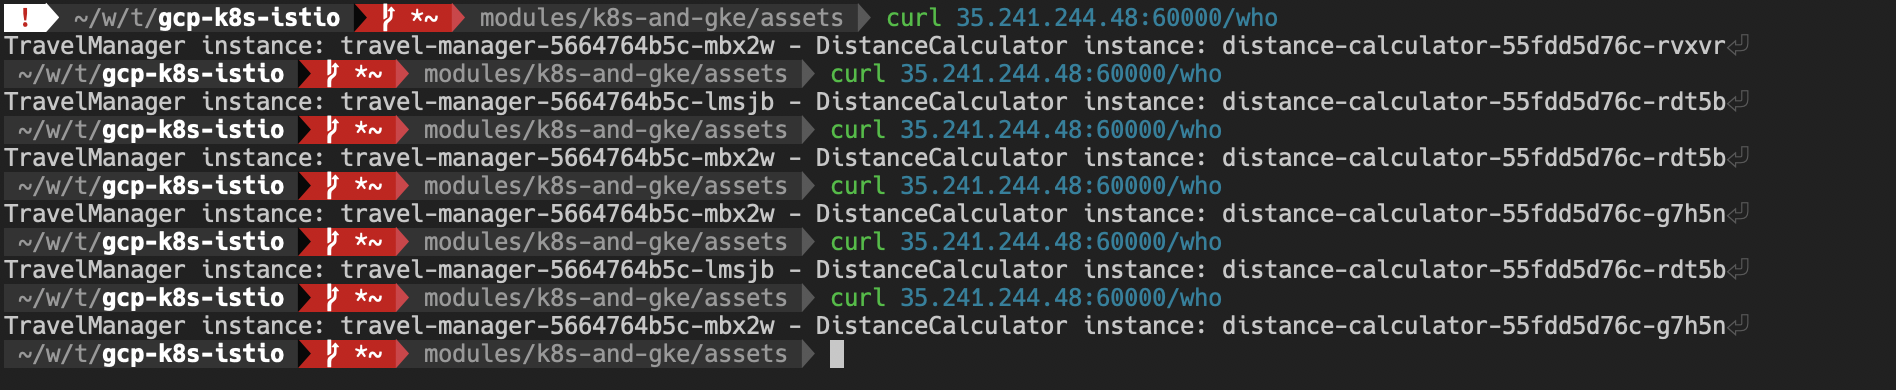 ! ~/w/t/gcp-k8s-istio *~ modules/k8s-and-gke/assets curl 35.241.244.48:60000/who
TravelManager instance: travel-manager-5664764b5c-mbx2w - DistanceCalculator instance: distance-calculator-55fdd5d76c-rvxvr⏎
~/w/t/gcp-k8s-istio *~ modules/k8s-and-gke/assets curl 35.241.244.48:60000/who
TravelManager instance: travel-manager-5664764b5c-lmsjb - DistanceCalculator instance: distance-calculator-55fdd5d76c-rdt5b⏎
~/w/t/gcp-k8s-istio *~ modules/k8s-and-gke/assets curl 35.241.244.48:60000/who
TravelManager instance: travel-manager-5664764b5c-mbx2w - DistanceCalculator instance: distance-calculator-55fdd5d76c-rdt5b⏎
~/w/t/gcp-k8s-istio *~ modules/k8s-and-gke/assets curl 35.241.244.48:60000/who
TravelManager instance: travel-manager-5664764b5c-mbx2w - DistanceCalculator instance: distance-calculator-55fdd5d76c-g7h5n⏎
~/w/t/gcp-k8s-istio *~ modules/k8s-and-gke/assets curl 35.241.244.48:60000/who
TravelManager instance: travel-manager-5664764b5c-lmsjb - DistanceCalculator instance: distance-calculator-55fdd5d76c-rdt5b⏎
~/w/t/gcp-k8s-istio *~ modules/k8s-and-gke/assets curl 35.241.244.48:60000/who
TravelManager instance: travel-manager-5664764b5c-mbx2w - DistanceCalculator instance: distance-calculator-55fdd5d76c-g7h5n⏎
~/w/t/gcp-k8s-istio *~ modules/k8s-and-gke/assets